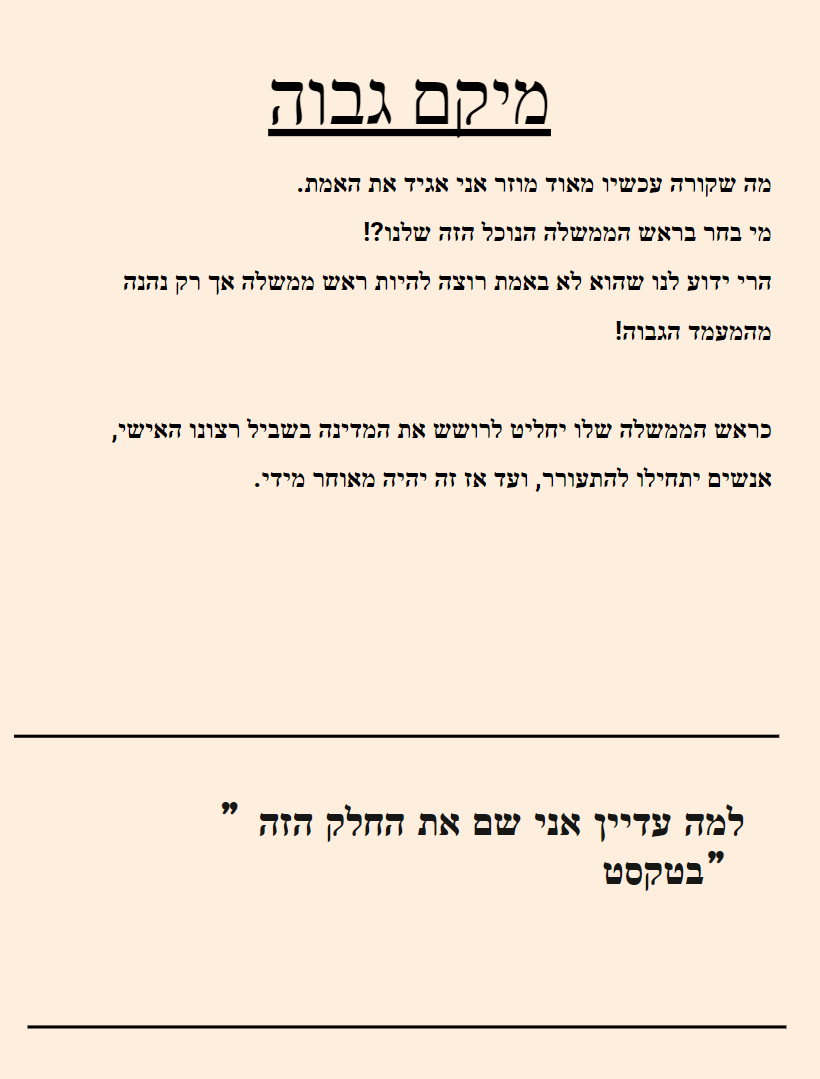 מיקם גבוה
מה שקורה עכשיו מאוד מוזר אני אגיד את האמת.
מי בחר בראש הממשלה הנוכל הזה שלנו?!
הרי ידוע לנו שהוא לא באמת רוצה להיות ראש ממשלה אך רק נהנה
מהמעמד הגבוה!
כראש הממשלה שלו יחליט לרושש את המדינה בשביל רצונו האישי,
אנשים יתחילו להתעורר, ועד אז זה יהיה מאוחר מידי.
למה עדיין אני שם את החלק הזה ”
”בטקסט